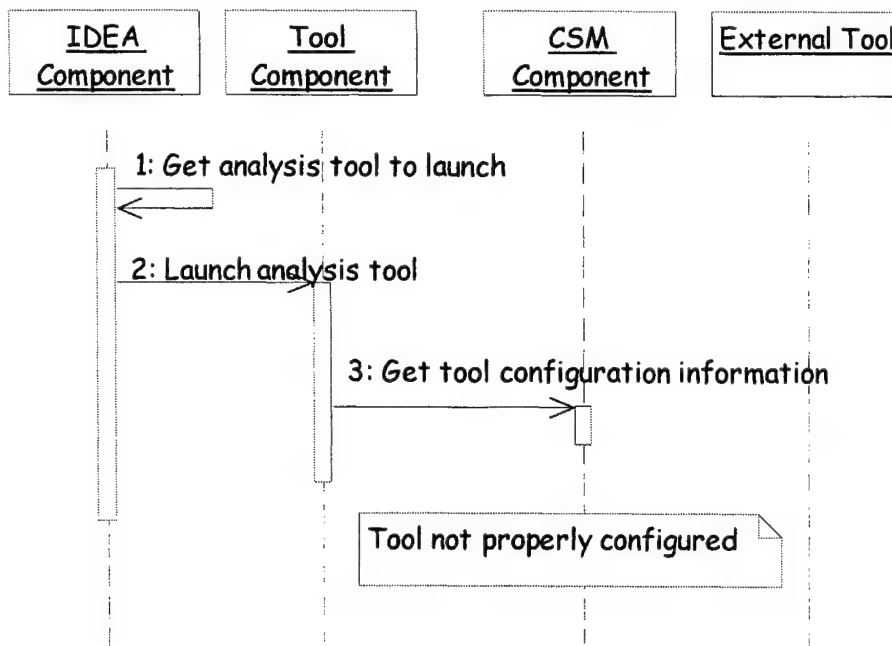 IDEA
Component
Tool
Component
CSM
Component
External Tool
1: Get analysis tool to launch
2: Launch analysis tool
3: Get tool configuration information
Tool not properly configured